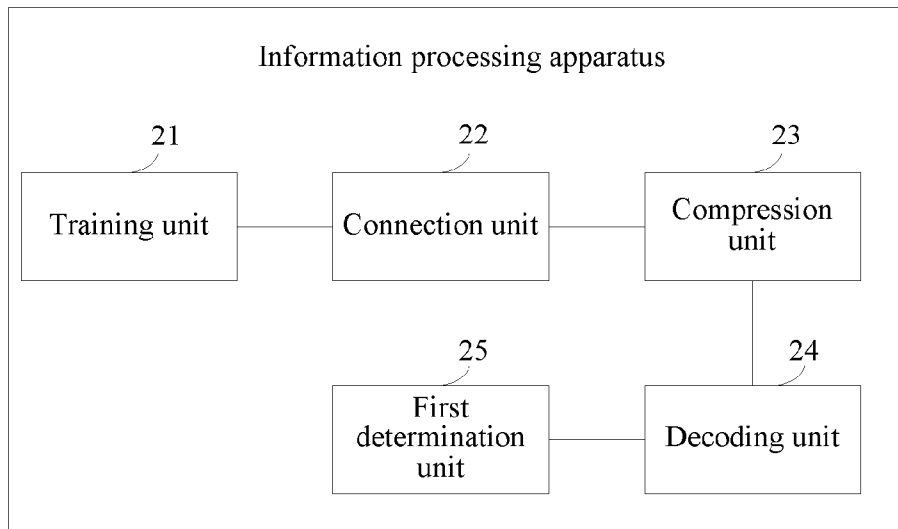 Information processing apparatus
21
22
23
Training unit
Connection unit
Compression
unit
25
24
First
determination
unit
Decoding unit